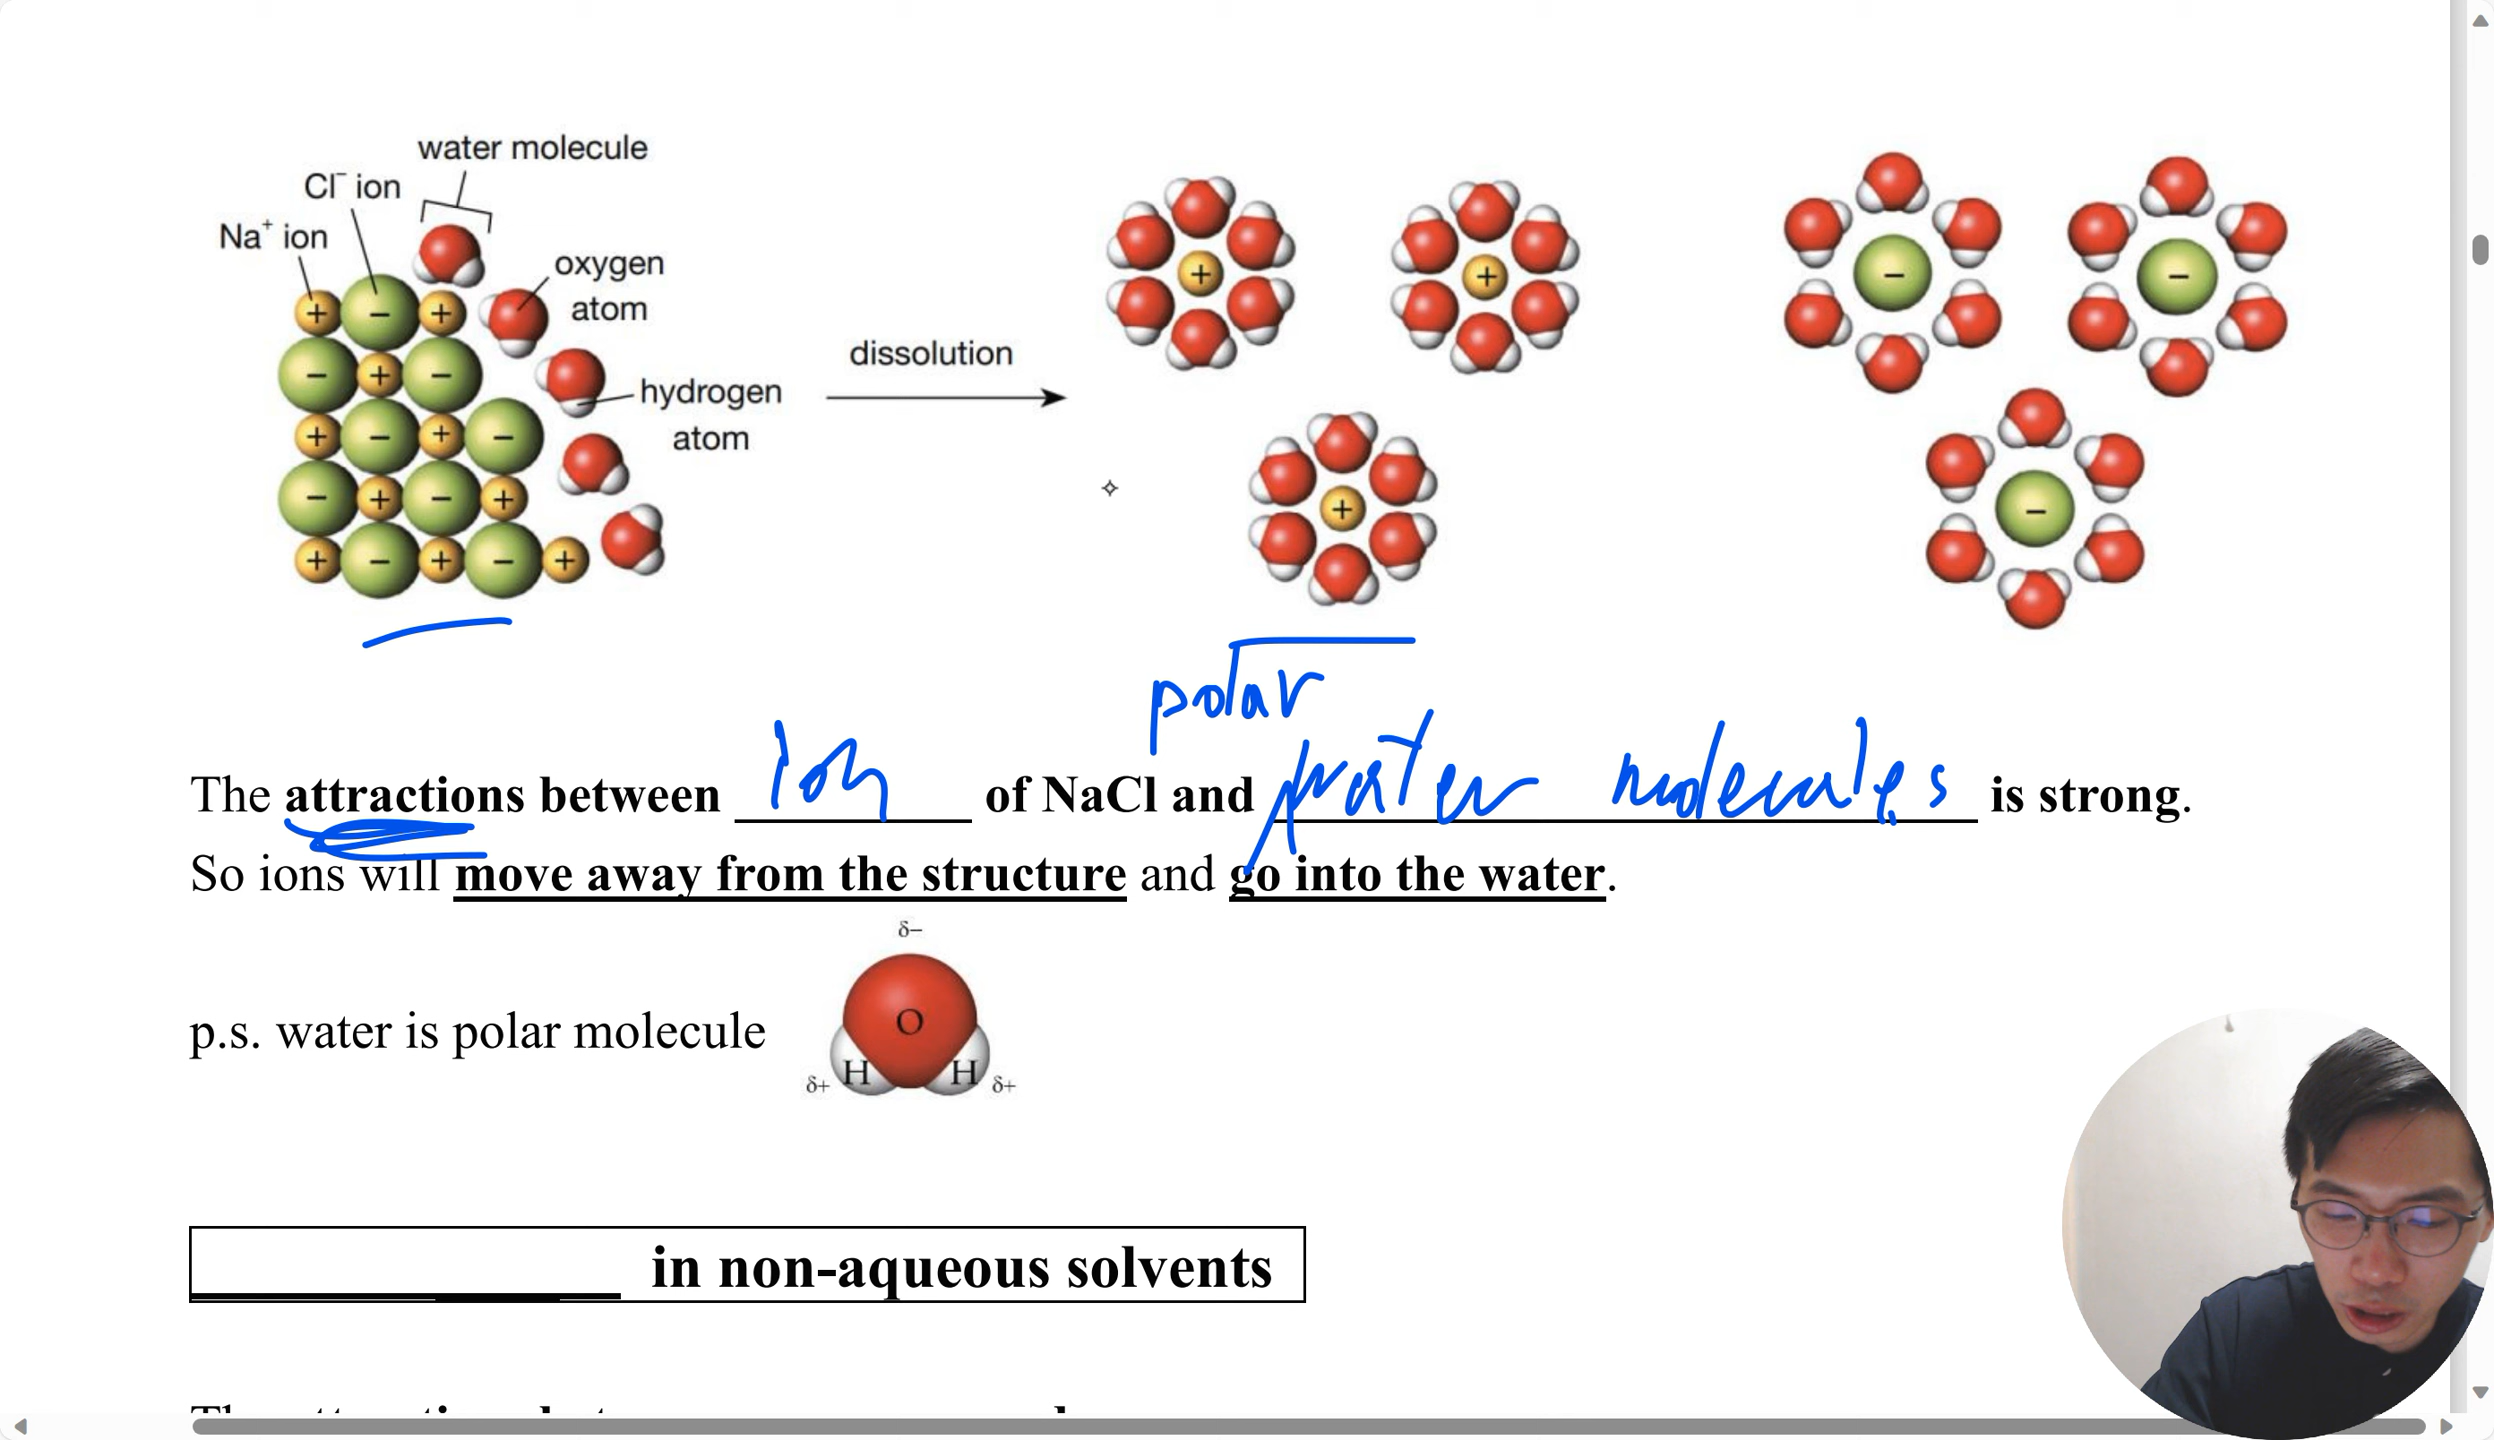 water molecule
Cl⁻ ion
Na⁺ ion
oxygen
atom
dissolution
hydrogen
atom
+ − +
− + −
+ − + −
− + − +
+ − + − +
+
+
+
−
−
−
polar
The attractions between ion of NaCl and water molecules is strong.
So ions will move away from the structure and go into the water.
δ−
p.s. water is polar molecule
O
H H
δ+ δ+
in non-aqueous solvents